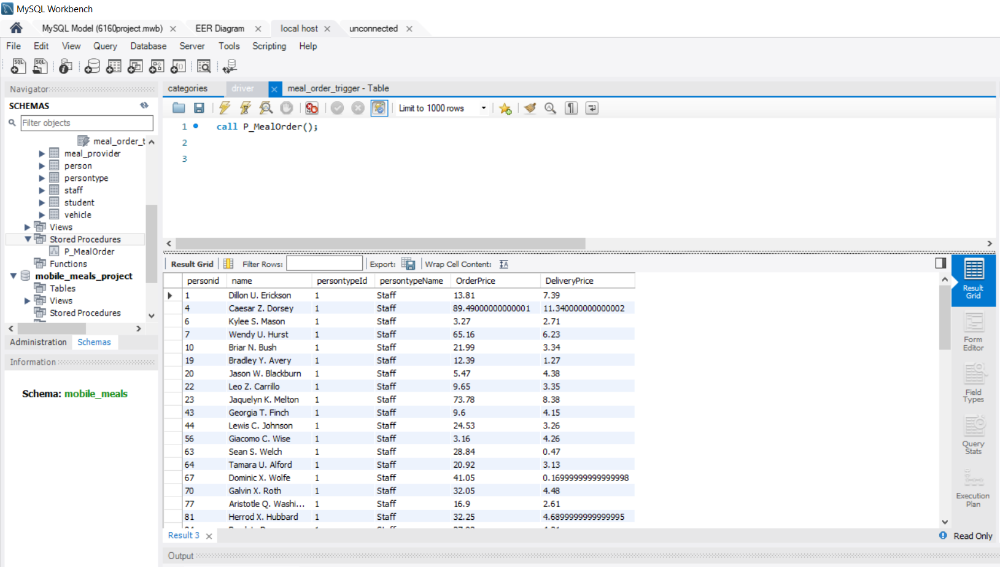 MySQL Workbench
MySQL Model (6160project.mwb) EER Diagram local host unconnected
File Edit View Query Database Server Tools Scripting Help
Navigator
SCHEMAS
Filter objects
meal_order_t
meal_provider
person
persontype
staff
student
vehicle
Views
Stored Procedures
P_MealOrder
Functions
mobile_meals_project
Tables
Views
Stored Procedures
Administration Schemas
Information
Schema: mobile_meals
categories driver meal_order_trigger - Table
Limit to 1000 rows
1 call P_MealOrder();
2
3
Result Grid Filter Rows: Export: Wrap Cell Content:
personid name persontypeId persontypeName OrderPrice DeliveryPrice
1 Dillon U. Erickson 1 Staff 13.81 7.39
4 Caesar Z. Dorsey 1 Staff 89.49000000000001 11.340000000000002
6 Kylee S. Mason 1 Staff 3.27 2.71
7 Wendy U. Hurst 1 Staff 65.16 6.23
10 Briar N. Bush 1 Staff 21.99 3.34
19 Bradley Y. Avery 1 Staff 12.39 1.27
20 Jason W. Blackburn 1 Staff 5.47 4.38
22 Leo Z. Carrillo 1 Staff 9.65 3.35
23 Jaquelyn K. Melton 1 Staff 73.78 8.38
43 Georgia T. Finch 1 Staff 9.6 4.15
44 Lewis C. Johnson 1 Staff 24.53 3.26
56 Giacomo C. Wise 1 Staff 3.16 4.26
63 Sean S. Welch 1 Staff 28.84 0.47
64 Tamara U. Alford 1 Staff 20.92 3.13
67 Dominic X. Wolfe 1 Staff 41.05 0.16999999999999998
70 Galvin X. Roth 1 Staff 32.05 4.48
77 Aristotle Q. Washi... 1 Staff 16.9 2.61
81 Herrod X. Hubbard 1 Staff 32.25 4.6899999999999995
Result 3
Read Only
Output
Result
Grid
Form
Editor
Field
Types
Query
Stats
Execution
Plan